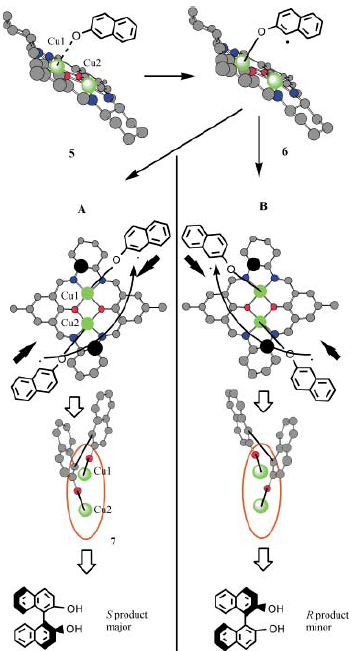 O
Cu1
Cu2
5
O
6
A
B
O
Cu1
Cu2
O
O
O
Cu1
Cu2
7
OH
OH
S product
major
OH
OH
R product
minor